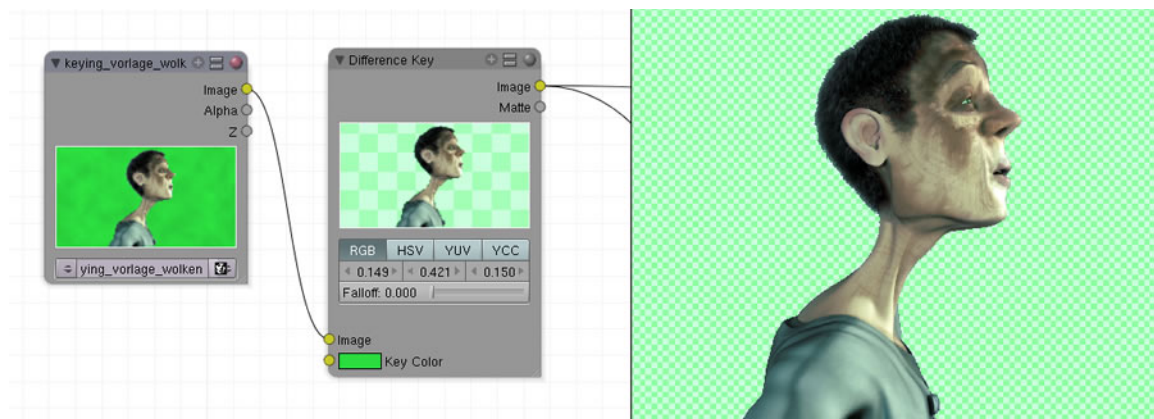 keying_vorlage_wolk
Image
Alpha
Z
ying_vorlage_wolken
Difference Key
Image
Matte
RGB HSV YUV YCC
0.149 0.421 0.150
Falloff: 0.000
Image
Key Color